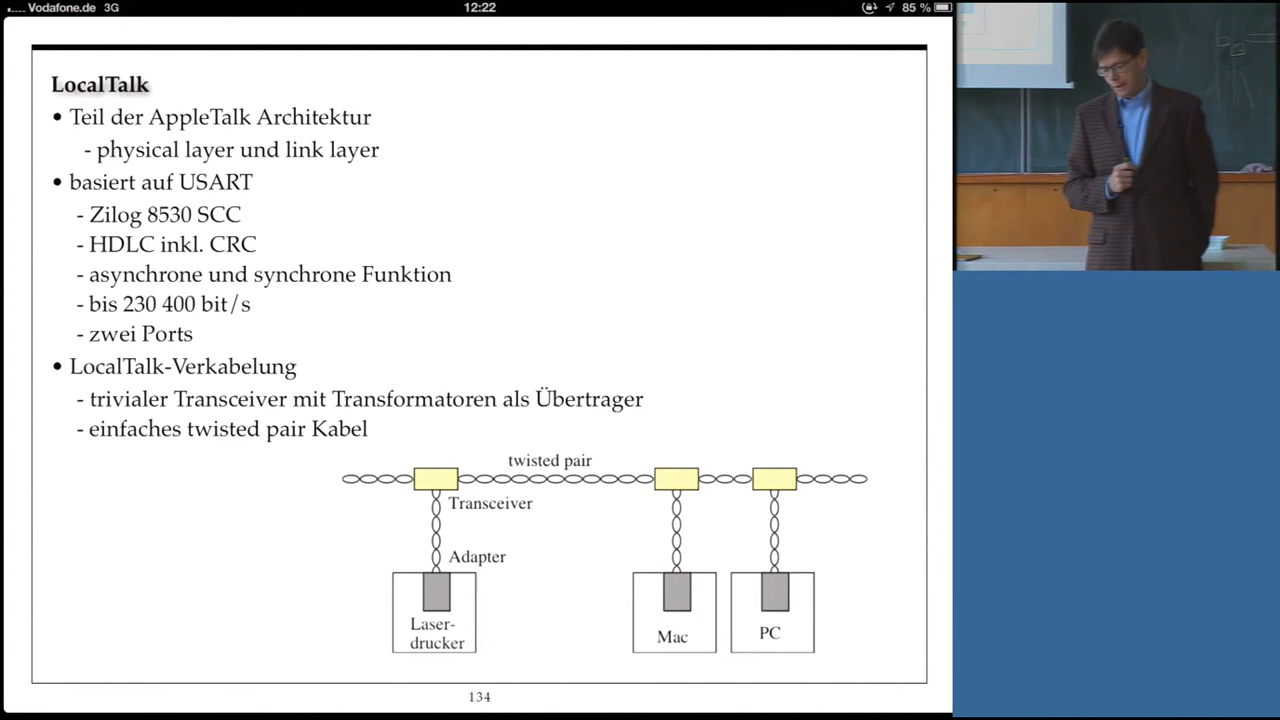 Vodafone.de 3G 12:22 85 %
LocalTalk
• Teil der AppleTalk Architektur
- physical layer und link layer
• basiert auf USART
- Zilog 8530 SCC
- HDLC inkl. CRC
- asynchrone und synchrone Funktion
- bis 230 400 bit/s
- zwei Ports
• LocalTalk-Verkabelung
- trivialer Transceiver mit Transformatoren als Übertrager
- einfaches twisted pair Kabel
twisted pair
Transceiver
Adapter
Laser-
drucker
Mac
PC
134